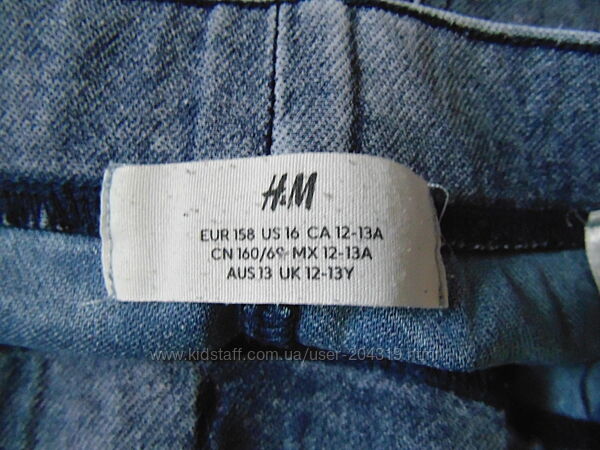 H&M
EUR 158 US 16 CA 12-13A
CN 160/69 MX 12-13A
AUS 13 UK 12-13Y
www.kidstaff.com.ua/user-204319.html